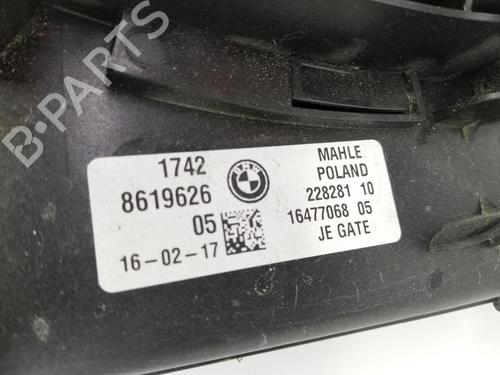 B-PARTS
1742
8619626
05
16-02-17
MAHLE
POLAND
228281 10
16477068 05
JE GATE